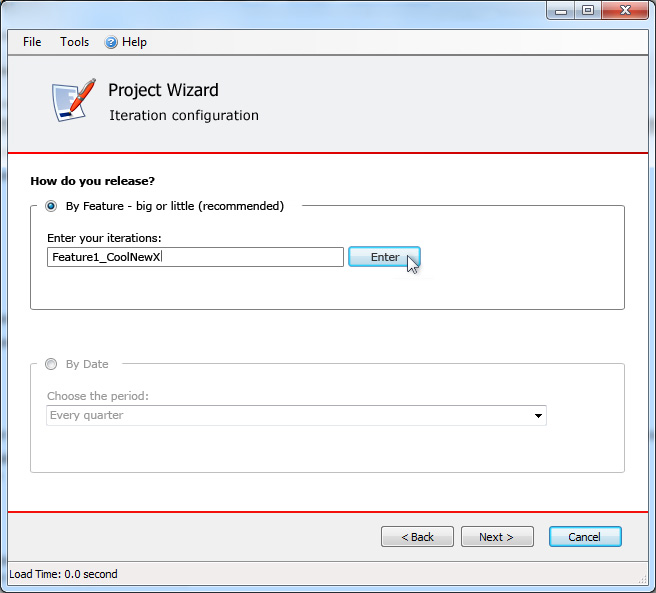 File Tools Help
Project Wizard
Iteration configuration
How do you release?
By Feature - big or little (recommended)
Enter your iterations:
Feature1_CoolNewX Enter
By Date
Choose the period:
Every quarter
< Back Next > Cancel
Load Time: 0.0 second